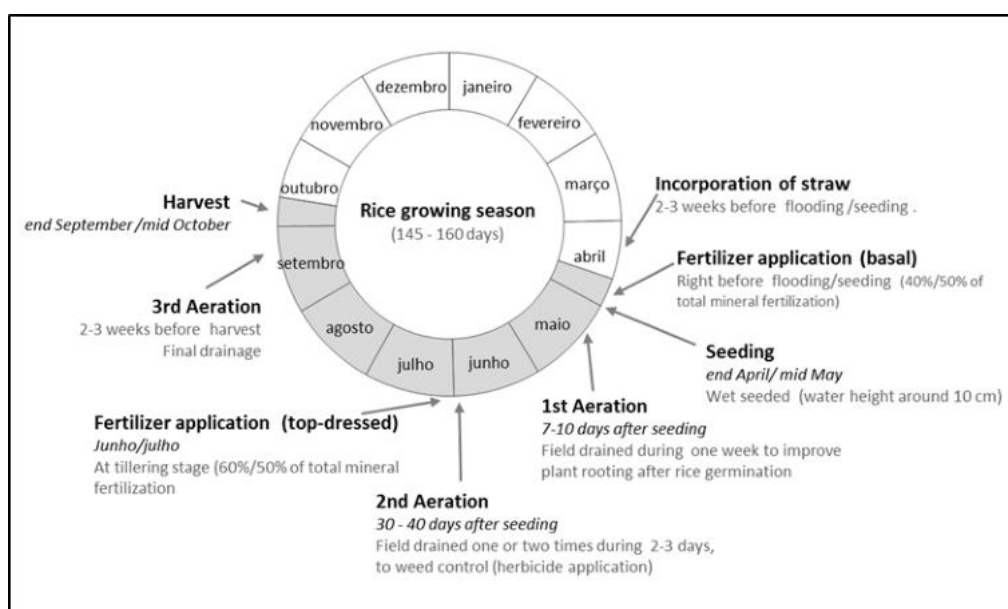 dezembro
janeiro
novembro
fevereiro
outubro
março
Rice growing season
(145 - 160 days)
setembro
abril
agosto
maio
julho
junho
Incorporation of straw
2-3 weeks before flooding /seeding .
Fertilizer application (basal)
Right before flooding/seeding (40%/50% of
total mineral fertilization)
Seeding
end April/ mid May
Wet seeded (water height around 10 cm)
1st Aeration
7-10 days after seeding
Field drained during one week to improve
plant rooting after rice germination
2nd Aeration
30 - 40 days after seeding
Field drained one or two times during 2-3 days,
to weed control (herbicide application)
Fertilizer application (top-dressed)
Junho/julho
At tillering stage (60%/50% of total mineral
fertilization
3rd Aeration
2-3 weeks before harvest
Final drainage
Harvest
end September /mid October